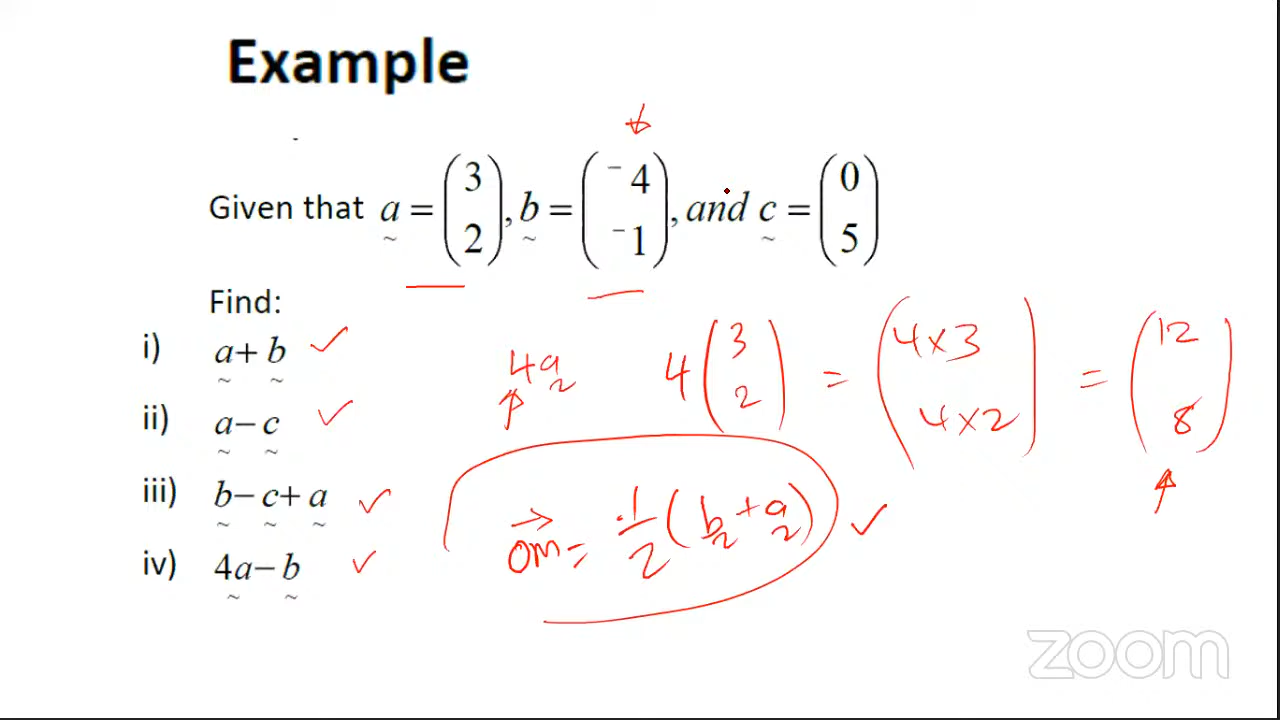 Example
Given that a = (3 2), b = (⁻4 ⁻1), and c = (0 5)
Find:
i) a + b ✓
ii) a − c ✓
iii) b − c + a ✓
iv) 4a − b ✓
4a 4(3 2) = (4×3 4×2) = (12 8)
OM = 1/2 (b + a) ✓
zoom